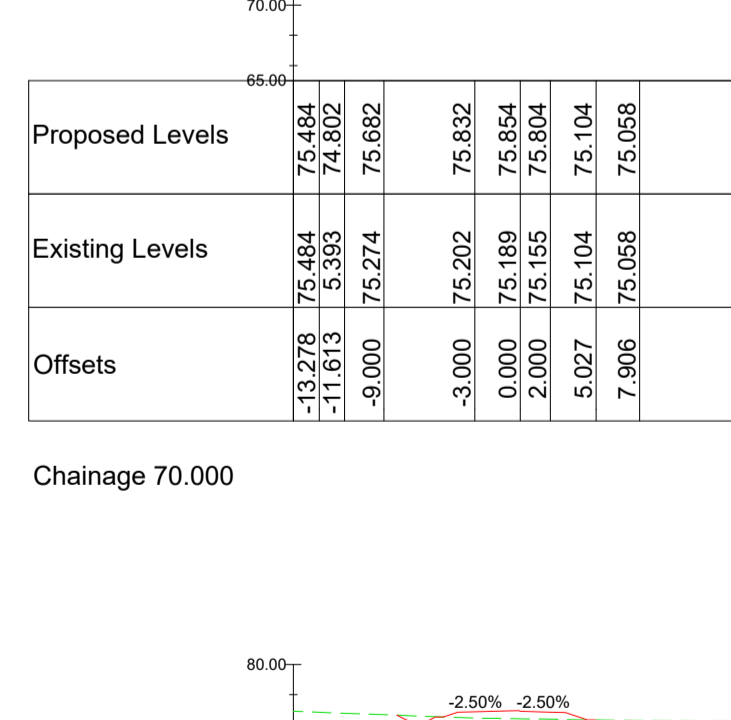 70.00
65.00
Proposed Levels 75.484 74.802 75.682 75.832 75.854 75.804 75.104 75.058
Existing Levels 75.484 5.393 75.274 75.202 75.189 75.155 75.104 75.058
Offsets -13.278 -11.613 -9.000 -3.000 0.000 2.000 5.027 7.906
Chainage 70.000
80.00
-2.50% -2.50%